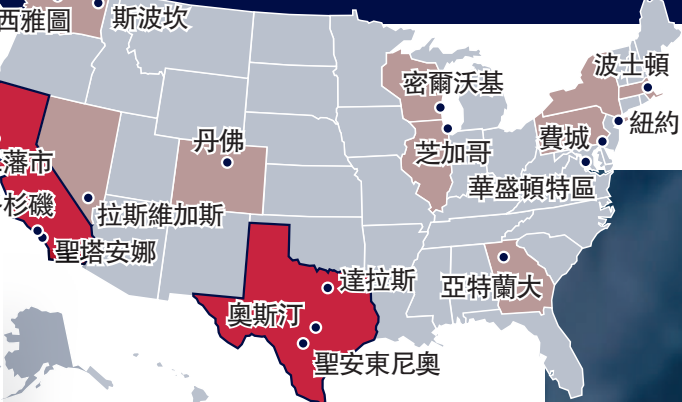 西雅圖
斯波坎
密爾沃基
波士頓
紐約
丹佛
芝加哥
費城
藩市
華盛頓特區
杉磯
拉斯維加斯
聖塔安娜
達拉斯
亞特蘭大
奧斯汀
聖安東尼奧